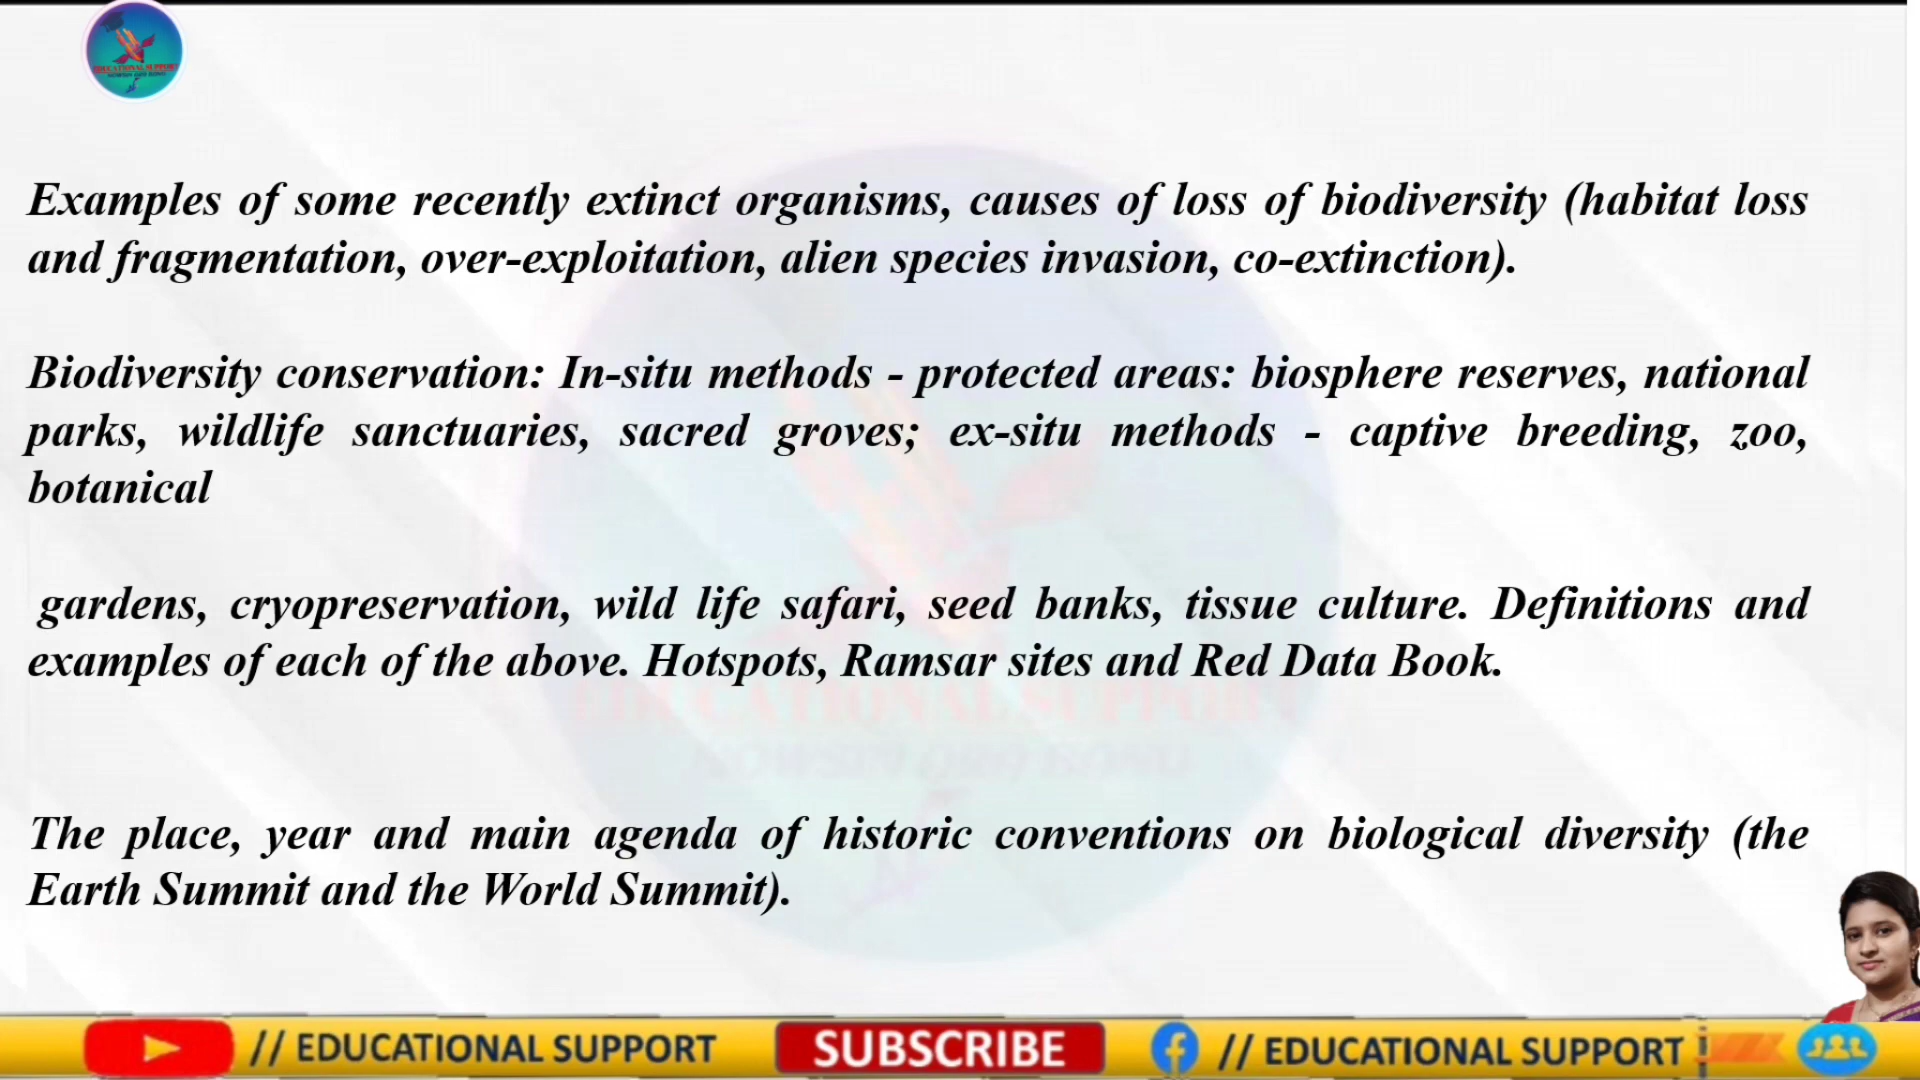 EDUCATIONAL SUPPORT
Examples of some recently extinct organisms, causes of loss of biodiversity (habitat loss
and fragmentation, over-exploitation, alien species invasion, co-extinction).
Biodiversity conservation: In-situ methods - protected areas: biosphere reserves, national
parks, wildlife sanctuaries, sacred groves; ex-situ methods - captive breeding, zoo,
botanical
gardens, cryopreservation, wild life safari, seed banks, tissue culture. Definitions and
examples of each of the above. Hotspots, Ramsar sites and Red Data Book.
EDUCATIONAL SUPPORT
The place, year and main agenda of historic conventions on biological diversity (the
Earth Summit and the World Summit).
// EDUCATIONAL SUPPORT SUBSCRIBE // EDUCATIONAL SUPPORT